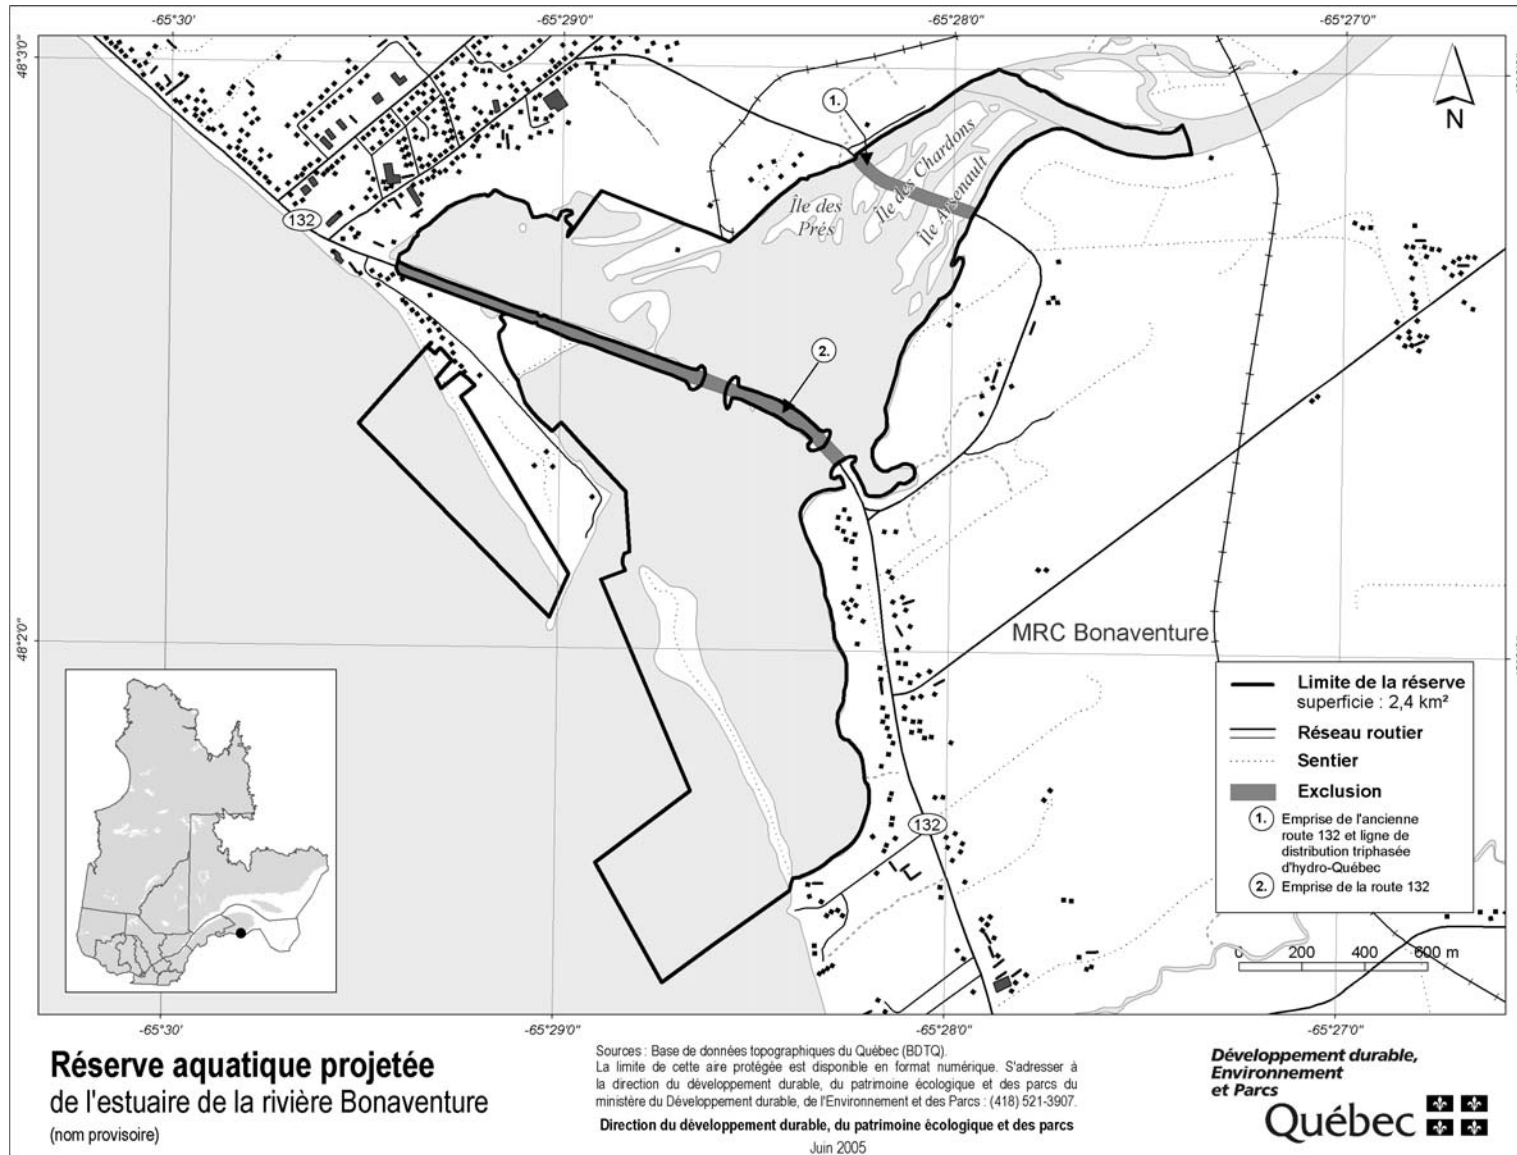 -65°30'
-65°29'0"
-65°28'0"
-65°27'0"
48°3'0"
1.
N
Île des Chardons
Île des
Prés
Île Arsenault
132
2.
48°2'0"
MRC Bonaventure
Limite de la réserve
superficie : 2,4 km²
Réseau routier
Sentier
Exclusion
1. Emprise de l'ancienne
route 132 et ligne de
distribution triphasée
d'hydro-Québec
2. Emprise de la route 132
132
0 200 400 600 m
-65°30'
-65°29'0"
-65°28'0"
-65°27'0"
Réserve aquatique projetée
de l'estuaire de la rivière Bonaventure
(nom provisoire)
Sources : Base de données topographiques du Québec (BDTQ).
La limite de cette aire protégée est disponible en format numérique. S'adresser à
la direction du développement durable, du patrimoine écologique et des parcs du
ministère du Développement durable, de l'Environnement et des Parcs : (418) 521-3907.
Direction du développement durable, du patrimoine écologique et des parcs
Juin 2005
Développement durable,
Environnement
et Parcs
Québec